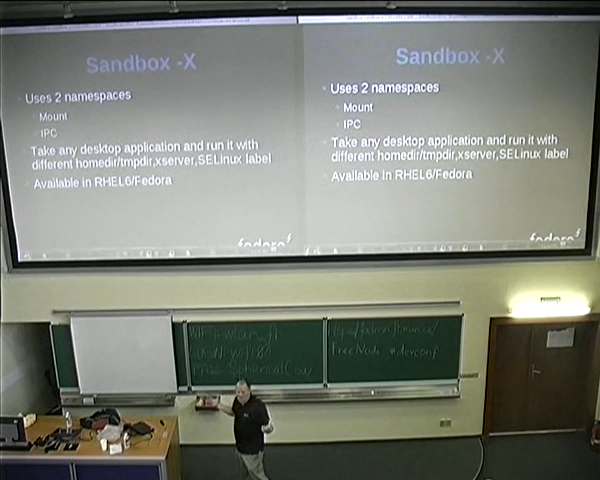 Sandbox -X
Uses 2 namespaces
Mount
IPC
Take any desktop application and run it with
different homedir/tmpdir,xserver,SELinux label
Available in RHEL6/Fedora
fedora
Sandbox -X
Uses 2 namespaces
Mount
IPC
Take any desktop application and run it with
different homedir/tmpdir,xserver,SELinux label
Available in RHEL6/Fedora
fedora
FreeNode #devconf